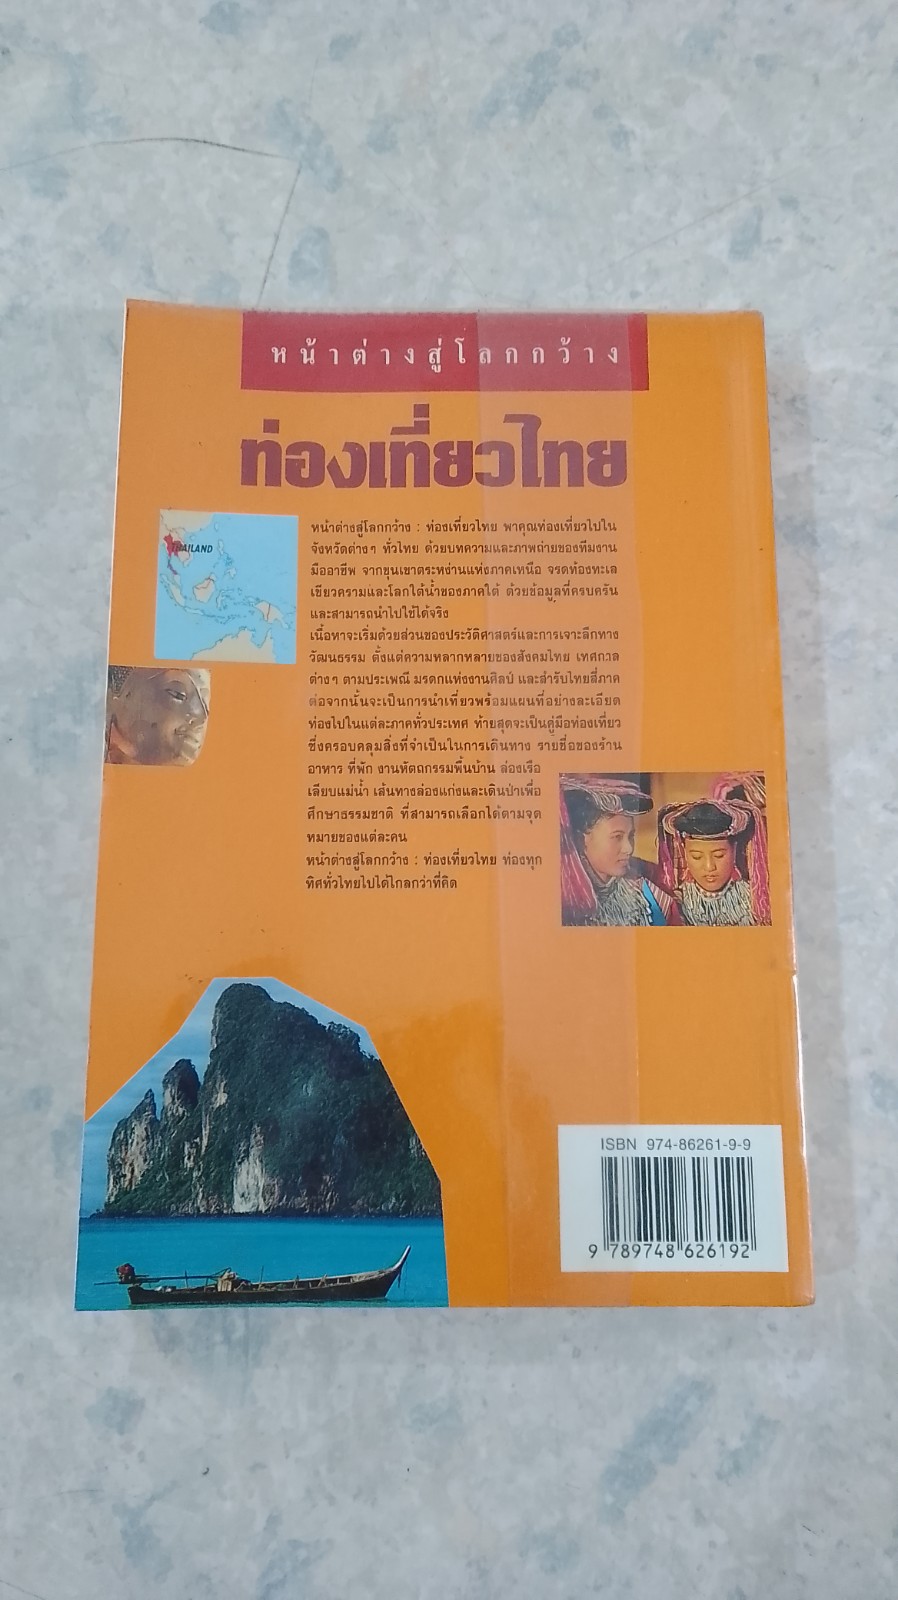 หน้าต่างสู่โลกกว้าง
ท่องเที่ยวไทย
THAILAND
หน้าต่างสู่โลกกว้าง : ท่องเที่ยวไทย พาคุณท่องเที่ยวไปใน
จังหวัดต่างๆ ทั่วไทย ด้วยบทความและภาพถ่ายของทีมงาน
มืออาชีพ จากขุนเขาตระหง่านแห่งภาคเหนือ จรดท้องทะเล
เขียวครามและโลกใต้น้ำของภาคใต้ ด้วยข้อมูลที่ครบครัน
และสามารถนำไปใช้ได้จริง
เนื้อหาจะเริ่มด้วยส่วนของประวัติศาสตร์และการเจาะลึกทาง
วัฒนธรรม ตั้งแต่ความหลากหลายของสังคมไทย เทศกาล
ต่างๆ ตามประเพณี มรดกแห่งงานศิลป์ และสำรับไทยสี่ภาค
ต่อจากนั้นจะเป็นการนำเที่ยวพร้อมแผนที่อย่างละเอียด
ท่องไปในแต่ละภาคทั่วประเทศ ท้ายสุดจะเป็นคู่มือท่องเที่ยว
ซึ่งครอบคลุมสิ่งที่จำเป็นในการเดินทาง รายชื่อของร้าน
อาหาร ที่พัก งานหัตถกรรมพื้นบ้าน ล่องเรือ
เลียบแม่น้ำ เส้นทางล่องแก่งและเดินป่าเพื่อ
ศึกษาธรรมชาติ ที่สามารถเลือกได้ตามจุด
หมายของแต่ละคน
หน้าต่างสู่โลกกว้าง : ท่องเที่ยวไทย ท่องทุก
ทิศทั่วไทยไปได้ไกลกว่าที่คิด
ISBN 974-86261-9-9
9 789748 626192